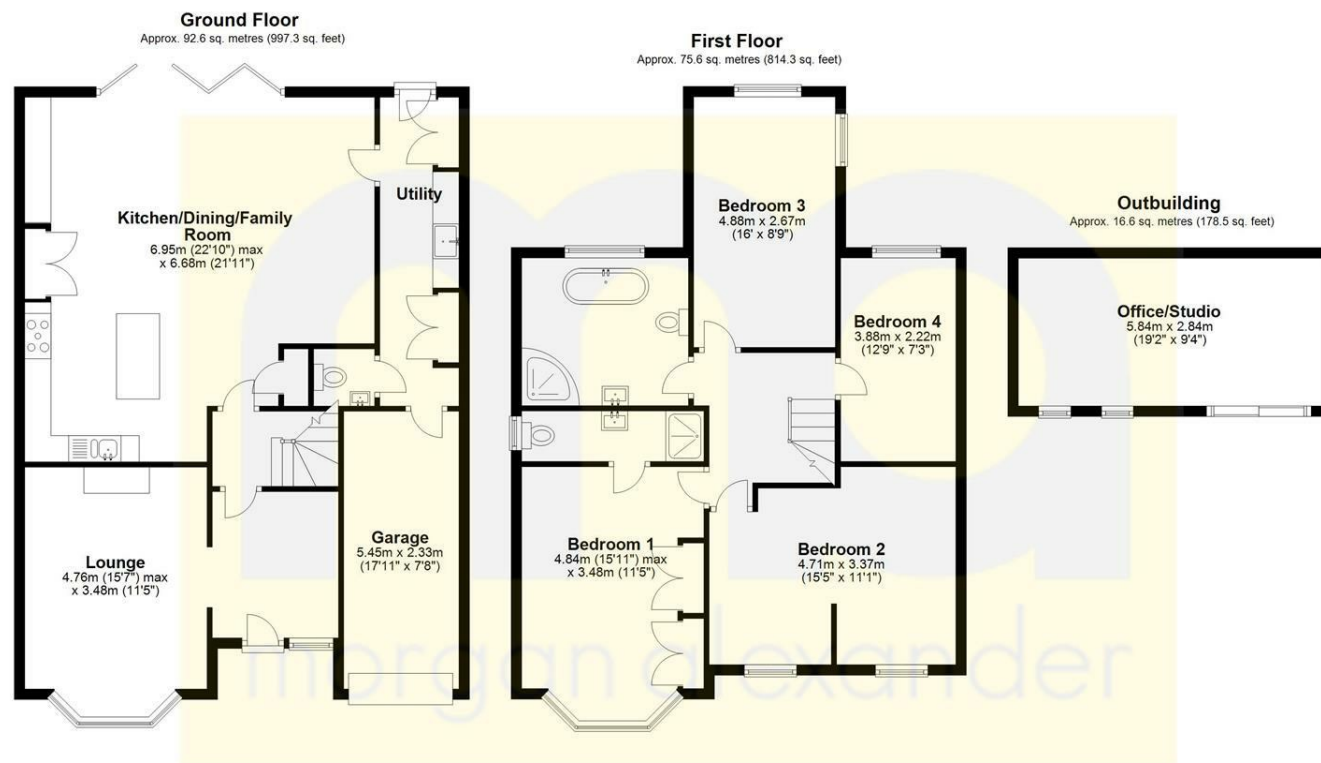 Ground Floor
Approx. 92.6 sq. metres (997.3 sq. feet)
Kitchen/Dining/Family
Room
6.95m (22'10") max
x 6.68m (21'11")
Utility
Lounge
4.76m (15'7") max
x 3.48m (11'5")
Garage
5.45m x 2.33m
(17'11" x 7'8")
First Floor
Approx. 75.6 sq. metres (814.3 sq. feet)
Bedroom 3
4.88m x 2.67m
(16' x 8'9")
Bedroom 4
3.88m x 2.22m
(12'9" x 7'3")
Bedroom 1
4.84m (15'11") max
x 3.48m (11'5")
Bedroom 2
4.71m x 3.37m
(15'5" x 11'1")
Outbuilding
Approx. 16.6 sq. metres (178.5 sq. feet)
Office/Studio
5.84m x 2.84m
(19'2" x 9'4")
ma
morgan alexander